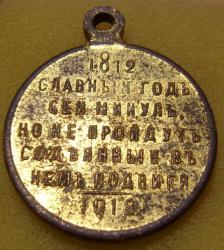 1812
СЛАВНЫЙ ГОДЪ
СЕЙ МИНУЛЪ,
НО НЕ ПРОЙДУТЪ
СОДѢЯННЫЕ ВЪ
НЕМЪ ПОДВИГИ
1912